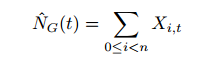 N̂_G(t) = ∑_{0≤i<n} X_{i,t}